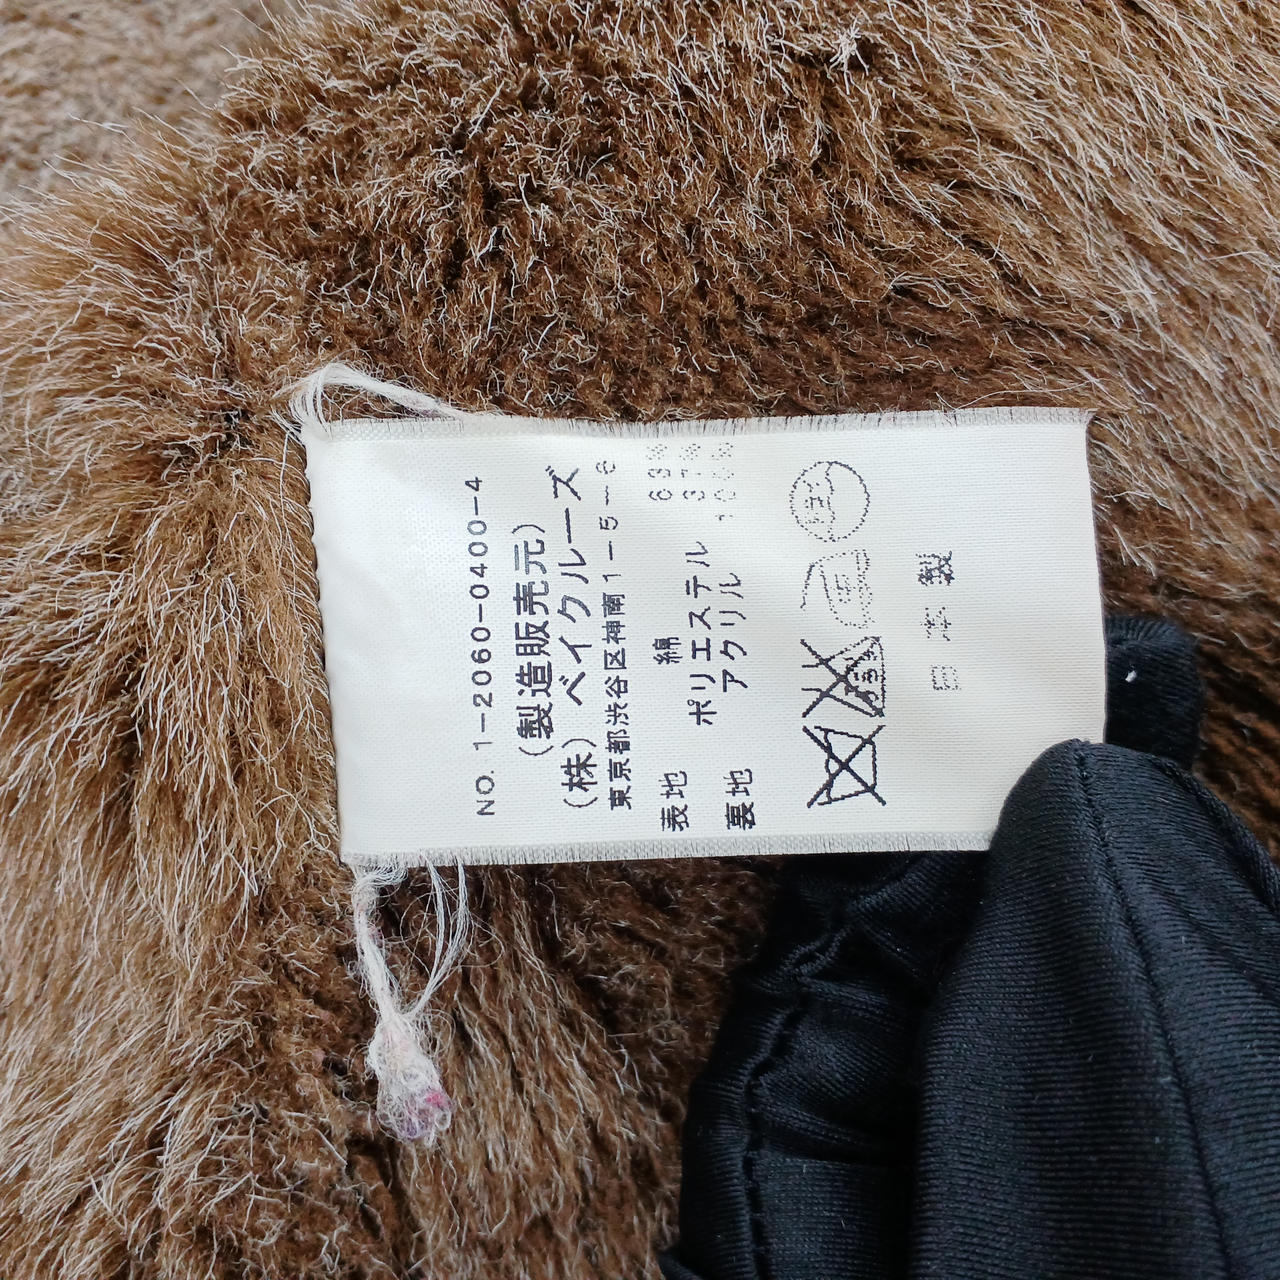 NO. 1-2060-0400-4
(製造販売元)
(株) ベイクルーズ
東京都渋谷区神南1-5-6
表地 綿 63%
ポリエステル 37%
裏地 アクリル 100%
日本製